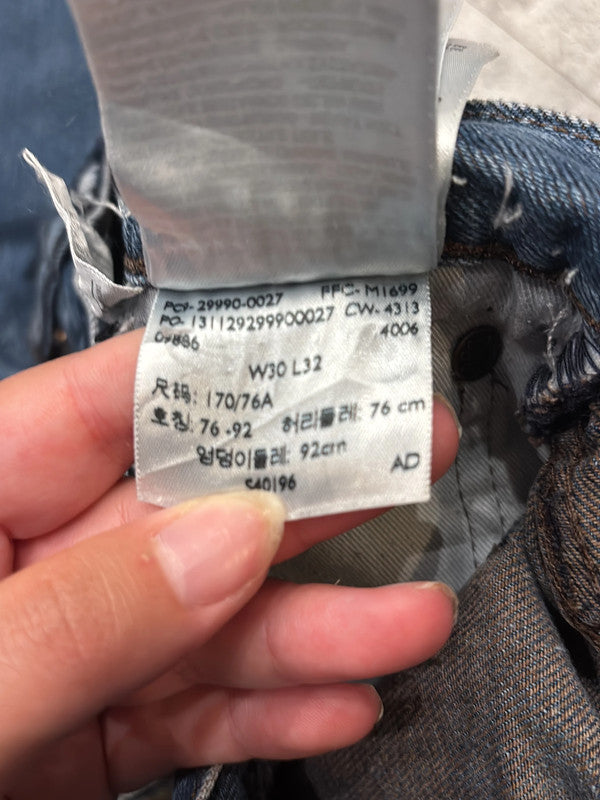 PC9-29990-0027 FFC-M1699
PO-131129299900027 CW-4313
09886 4006
W30 L32
尺码: 170/76A
호칭: 76-92 허리둘레: 76 cm
엉덩이둘레: 92cm
AD
S40196